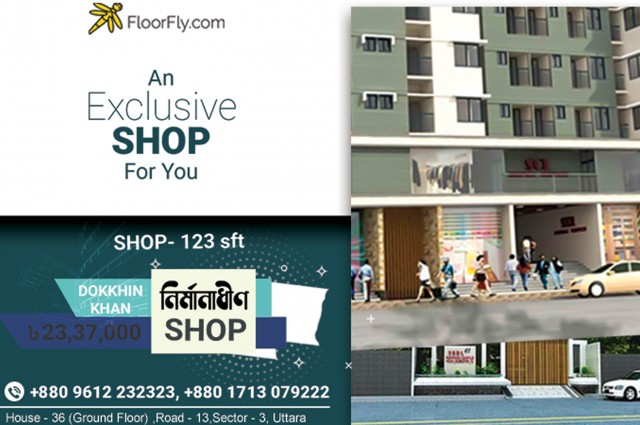 FloorFly.com
An
Exclusive
SHOP
For You
SHOP- 123 sft
DOKKHIN
KHAN
নির্মানাধীণ
৳23,37,000
SHOP
+880 9612 232323, +880 1713 079222
House - 36 (Ground Floor) ,Road - 13,Sector - 3, Uttara